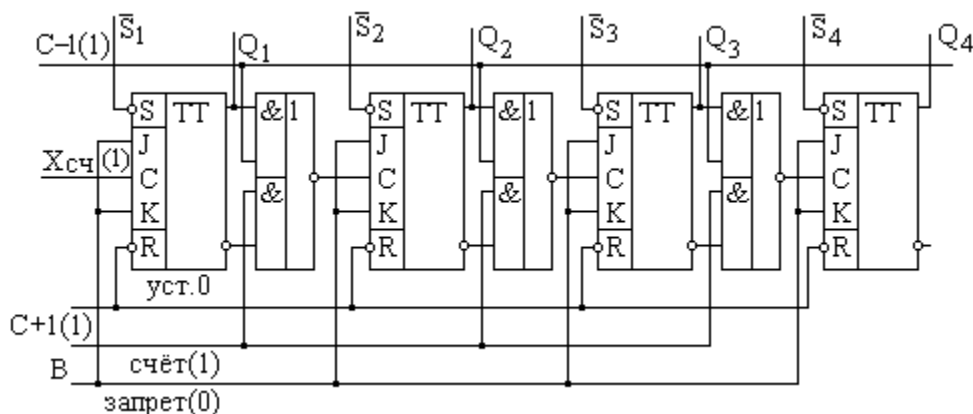 S̅1 S̅2 S̅3 S̅4
C–1(1) Q1 Q2 Q3 Q4
S TT & 1 S TT & 1 S TT & 1 S TT
J J J J
Xсч (1) C & C & C & C
K K K K
R R R R
уст.0
C+1(1)
B счёт(1)
запрет(0)